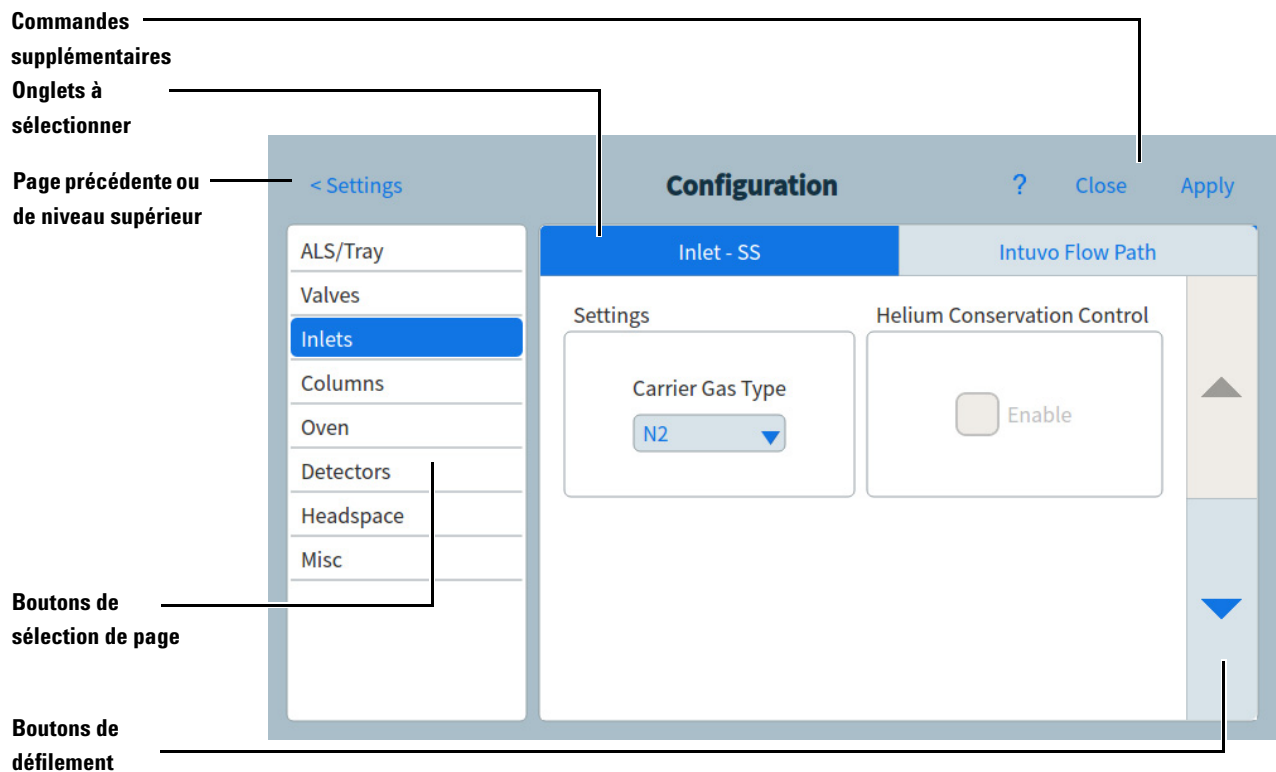 Commandes
supplémentaires
Onglets à
sélectionner
Page précédente ou
de niveau supérieur
Boutons de
sélection de page
Boutons de
défilement
< Settings
Configuration
?
Close
Apply
ALS/Tray
Valves
Inlets
Columns
Oven
Detectors
Headspace
Misc
Inlet - SS
Intuvo Flow Path
Settings
Carrier Gas Type
N2
Helium Conservation Control
Enable